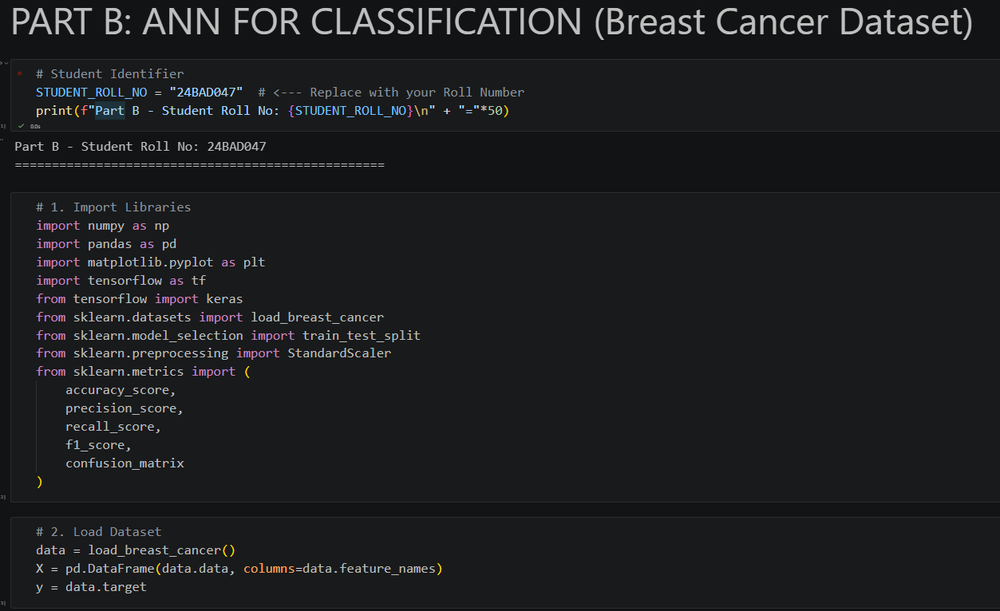 PART B: ANN FOR CLASSIFICATION (Breast Cancer Dataset)
# Student Identifier
STUDENT_ROLL_NO = "24BAD047"  # <--- Replace with your Roll Number
print(f"Part B - Student Roll No: {STUDENT_ROLL_NO}\n" + "="*50)
[1]
0.0s
Part B - Student Roll No: 24BAD047
==================================================
# 1. Import Libraries
import numpy as np
import pandas as pd
import matplotlib.pyplot as plt
import tensorflow as tf
from tensorflow import keras
from sklearn.datasets import load_breast_cancer
from sklearn.model_selection import train_test_split
from sklearn.preprocessing import StandardScaler
from sklearn.metrics import (
    accuracy_score,
    precision_score,
    recall_score,
    f1_score,
    confusion_matrix
)
2]
# 2. Load Dataset
data = load_breast_cancer()
X = pd.DataFrame(data.data, columns=data.feature_names)
y = data.target
3]